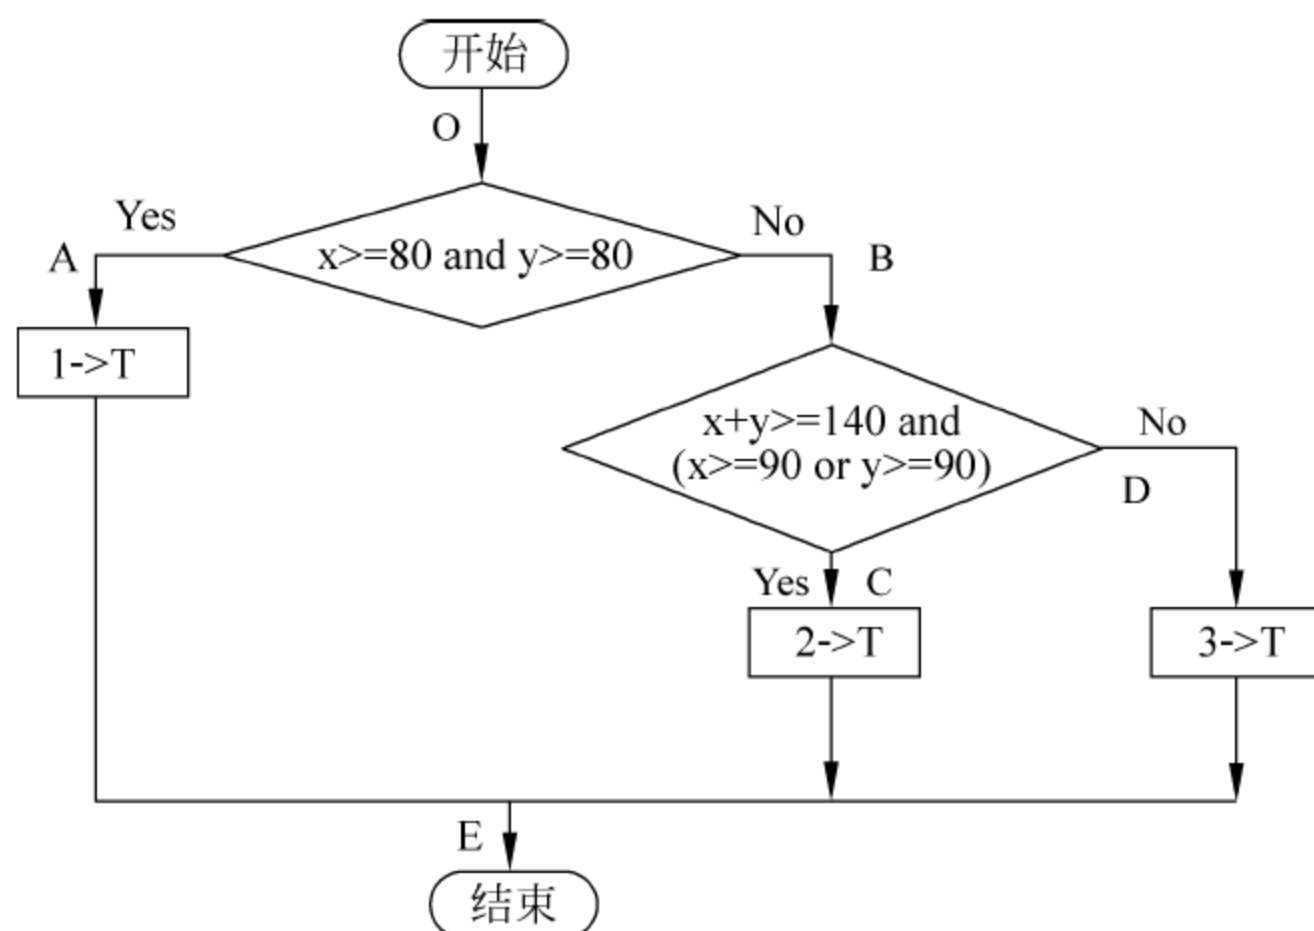 开始
O
Yes
No
A
x>=80 and y>=80
B
1->T
x+y>=140 and
(x>=90 or y>=90)
No
D
Yes
C
2->T
3->T
E
结束